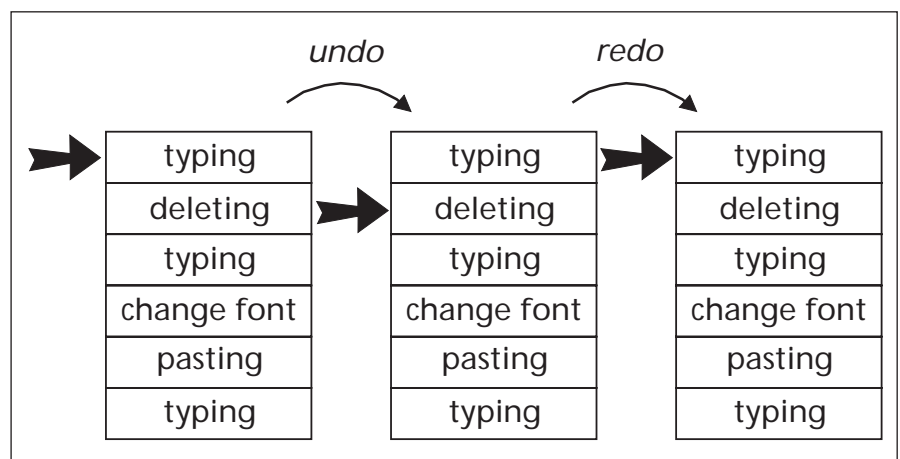 undo
redo
typing
deleting
typing
change font
pasting
typing
typing
deleting
typing
change font
pasting
typing
typing
deleting
typing
change font
pasting
typing